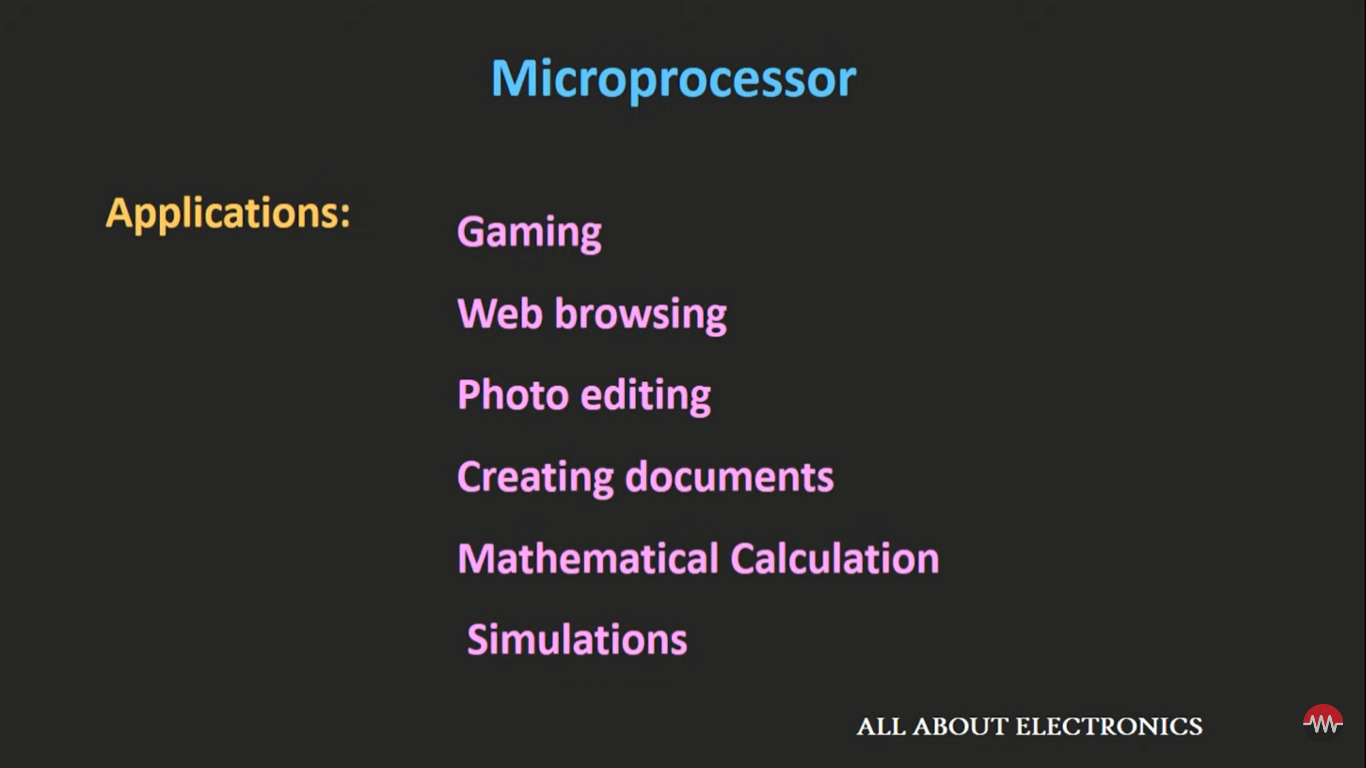 Microprocessor
Applications:
Gaming
Web browsing
Photo editing
Creating documents
Mathematical Calculation
Simulations
ALL ABOUT ELECTRONICS